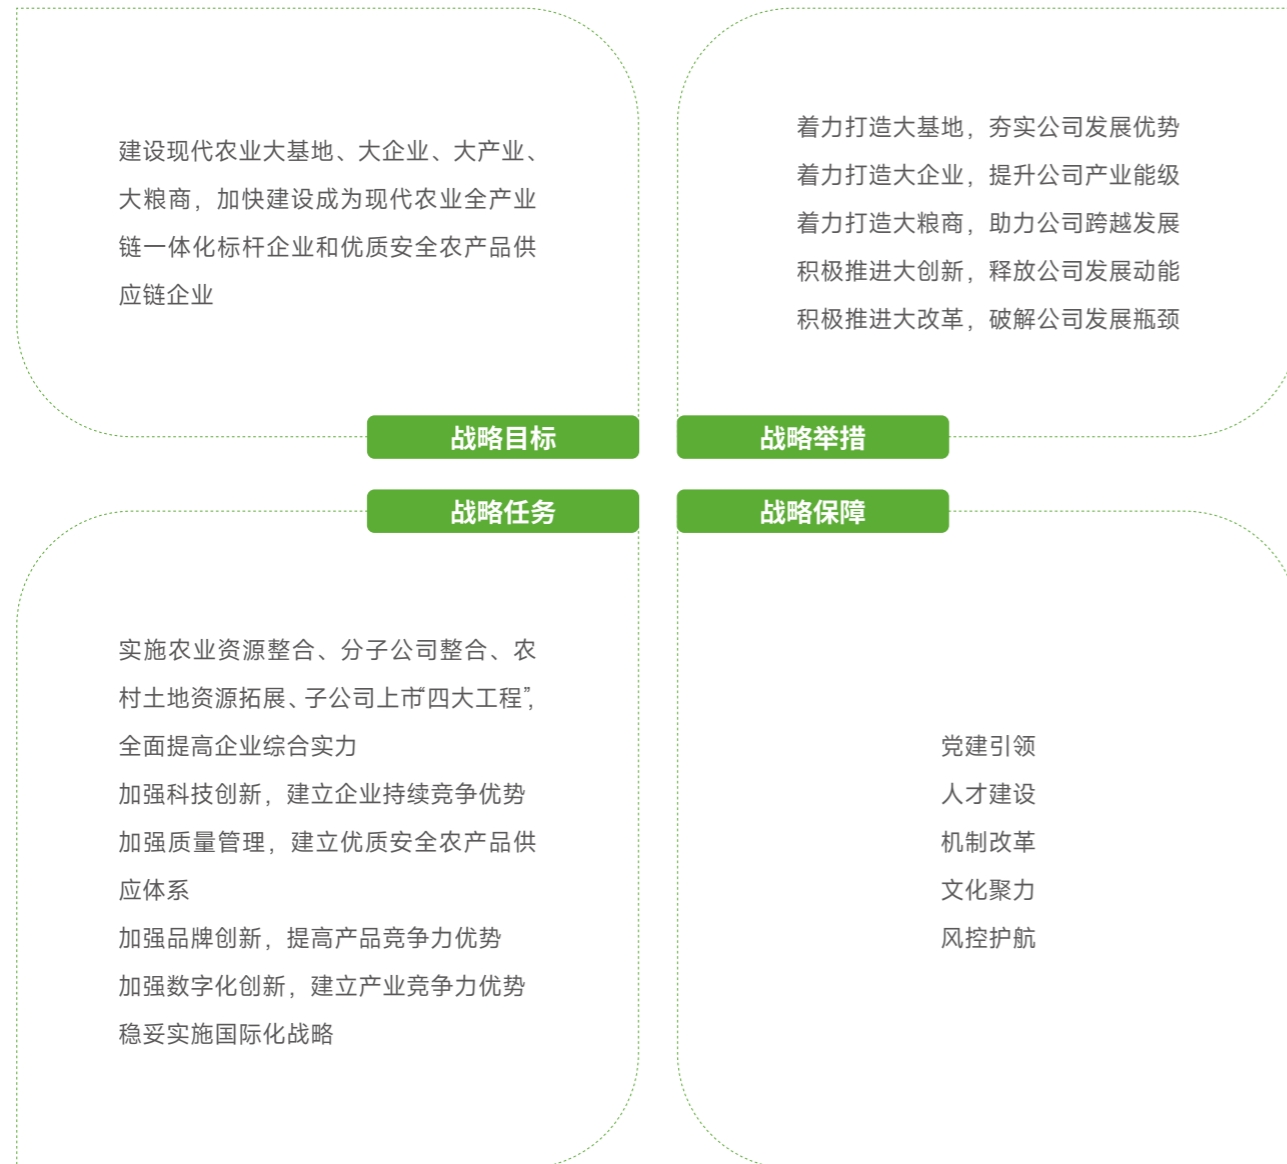 建设现代农业大基地、大企业、大产业、
大粮商，加快建设成为现代农业全产业
链一体化标杆企业和优质安全农产品供
应链企业
战略目标
着力打造大基地，夯实公司发展优势
着力打造大企业，提升公司产业能级
着力打造大粮商，助力公司跨越发展
积极推进大创新，释放公司发展动能
积极推进大改革，破解公司发展瓶颈
战略举措
战略任务
实施农业资源整合、分子公司整合、农
村土地资源拓展、子公司上市“四大工程”，
全面提高企业综合实力
加强科技创新，建立企业持续竞争优势
加强质量管理，建立优质安全农产品供
应体系
加强品牌创新，提高产品竞争力优势
加强数字化创新，建立产业竞争力优势
稳妥实施国际化战略
战略保障
党建引领
人才建设
机制改革
文化聚力
风控护航